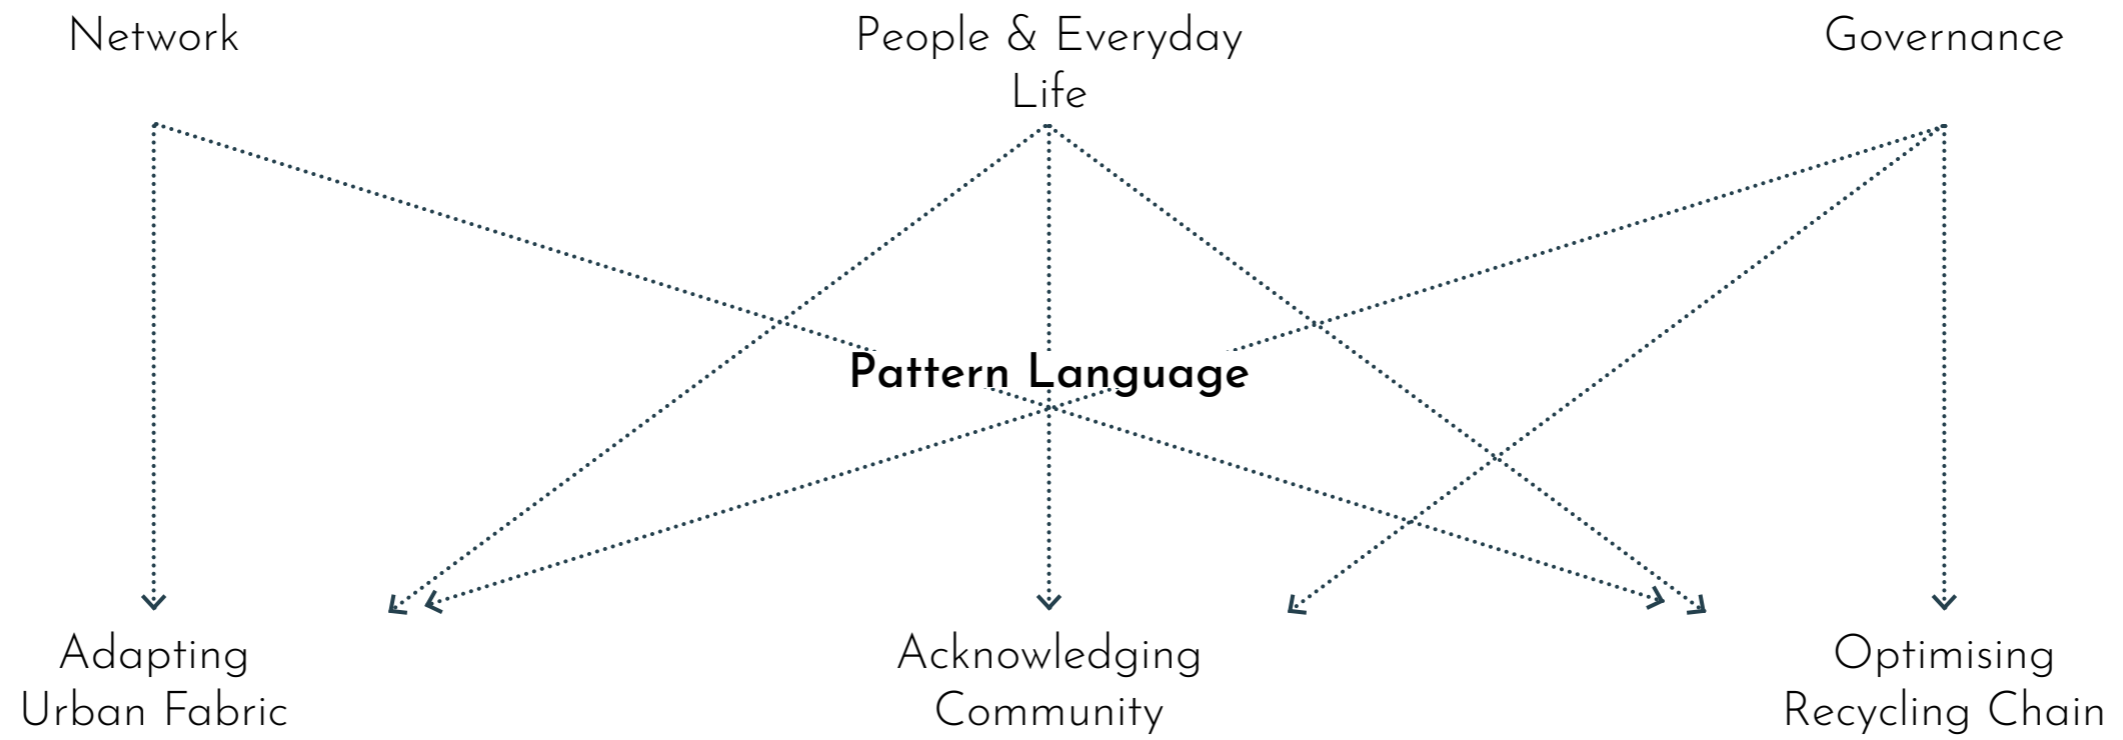 Network
People & Everyday
Life
Governance
Pattern Language
Adapting
Urban Fabric
Acknowledging
Community
Optimising
Recycling Chain